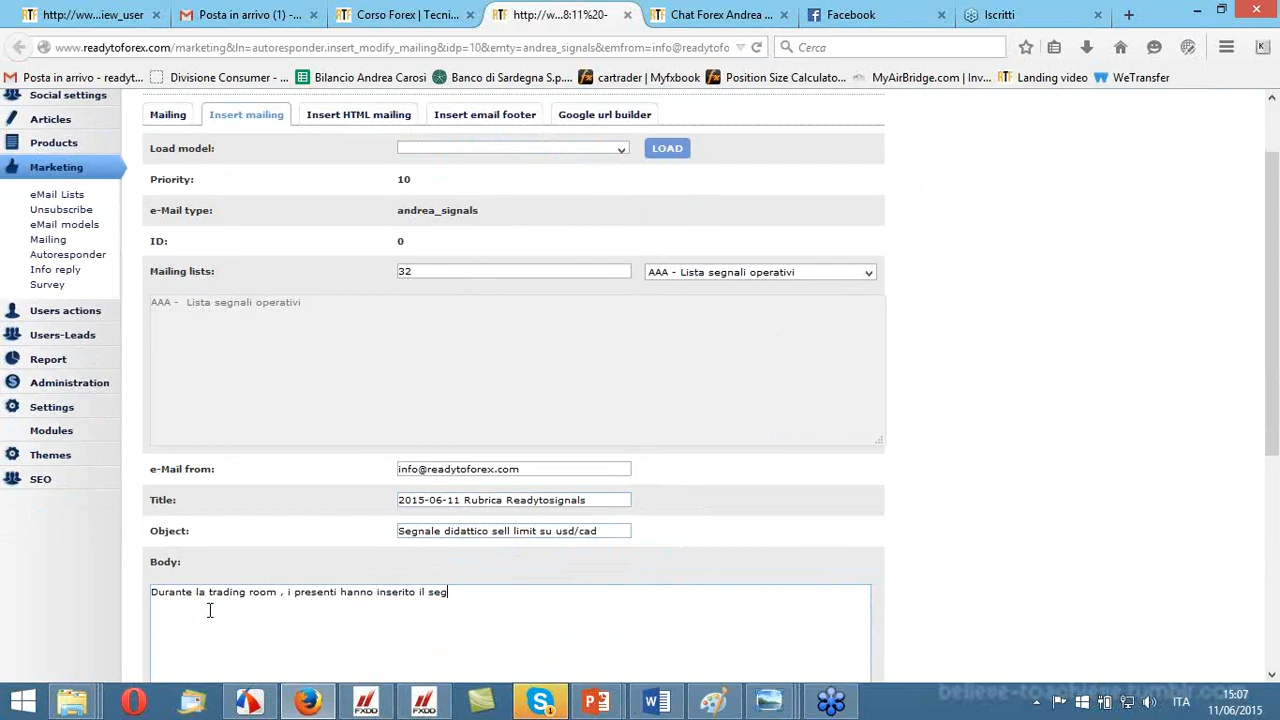 http://w...ew_user
Posta in arrivo (1) -...
Corso Forex | Tecni...
http://w...8:11%20-
Chat Forex Andrea ...
Facebook
Iscritti
www.readytoforex.com/marketing&ln=autoresponder.insert_modify_mailing&idp=10&emty=andrea_signals&emfrom=info@readytofo
Cerca
Posta in arrivo - readyt...
Divisione Consumer - ...
Bilancio Andrea Carosi
Banco di Sardegna S.p....
cartrader | Myfxbook
Position Size Calculato...
MyAirBridge.com | Inv...
Landing video
WeTransfer
Social settings
Articles
Products
Marketing
eMail Lists
Unsubscribe
eMail models
Mailing
Autoresponder
Info reply
Survey
Users actions
Users-Leads
Report
Administration
Settings
Modules
Themes
SEO
Mailing
Insert mailing
Insert HTML mailing
Insert email footer
Google url builder
Load model:
LOAD
Priority: 10
e-Mail type: andrea_signals
ID: 0
Mailing lists: 32 AAA - Lista segnali operativi
AAA - Lista segnali operativi
e-Mail from: info@readytoforex.com
Title: 2015-06-11 Rubrica Readytosignals
Object: Segnale didattico sell limit su usd/cad
Body:
Durante la trading room , i presenti hanno inserito il seg
FXDD
FXDD
ITA
15:07
11/06/2015